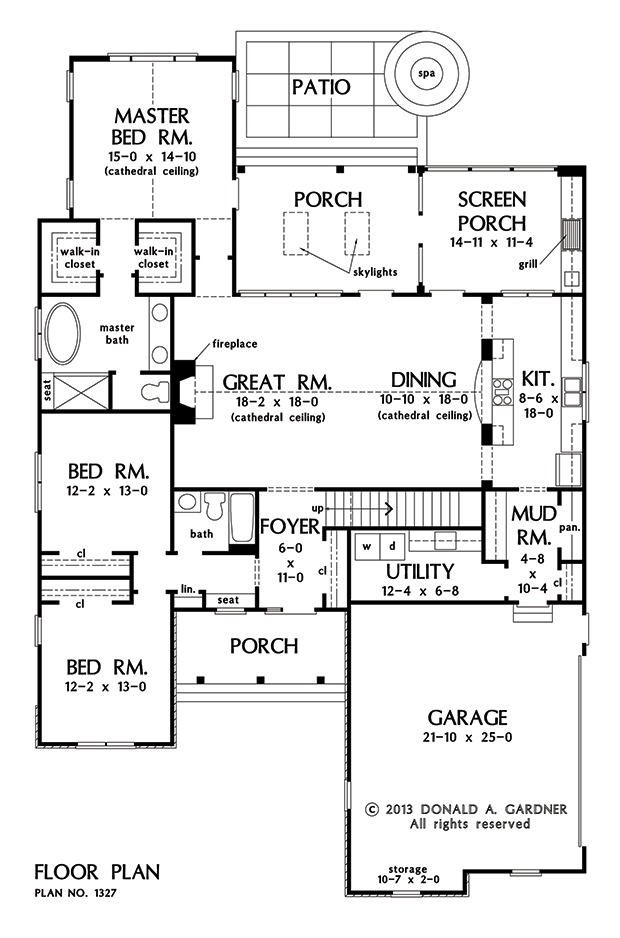 spa
PATIO
MASTER
BED RM.
15-0 x 14-10
(cathedral ceiling)
PORCH
skylights
SCREEN
PORCH
14-11 x 11-4
grill
walk-in
closet
walk-in
closet
master
bath
seat
fireplace
GREAT RM.
18-2 x 18-0
(cathedral ceiling)
DINING
10-10 x 18-0
(cathedral ceiling)
KIT.
8-6 x
18-0
BED RM.
12-2 x 13-0
cl
bath
up
FOYER
6-0
x
11-0
cl
w d
UTILITY
12-4 x 6-8
MUD
RM.
4-8
x
10-4
pan.
cl
lin.
seat
cl
BED RM.
12-2 x 13-0
PORCH
GARAGE
21-10 x 25-0
© 2013 DONALD A. GARDNER
All rights reserved
storage
10-7 x 2-0
FLOOR PLAN
PLAN NO. 1327